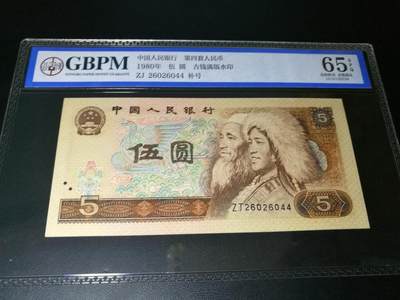 GBPM
中国人民银行 第四套人民币
1980年 伍圆 古钱满版水印
ZJ 26026044 补号
65 EPQ
中国人民银行
5
伍圆
ZJ26026044
5
5